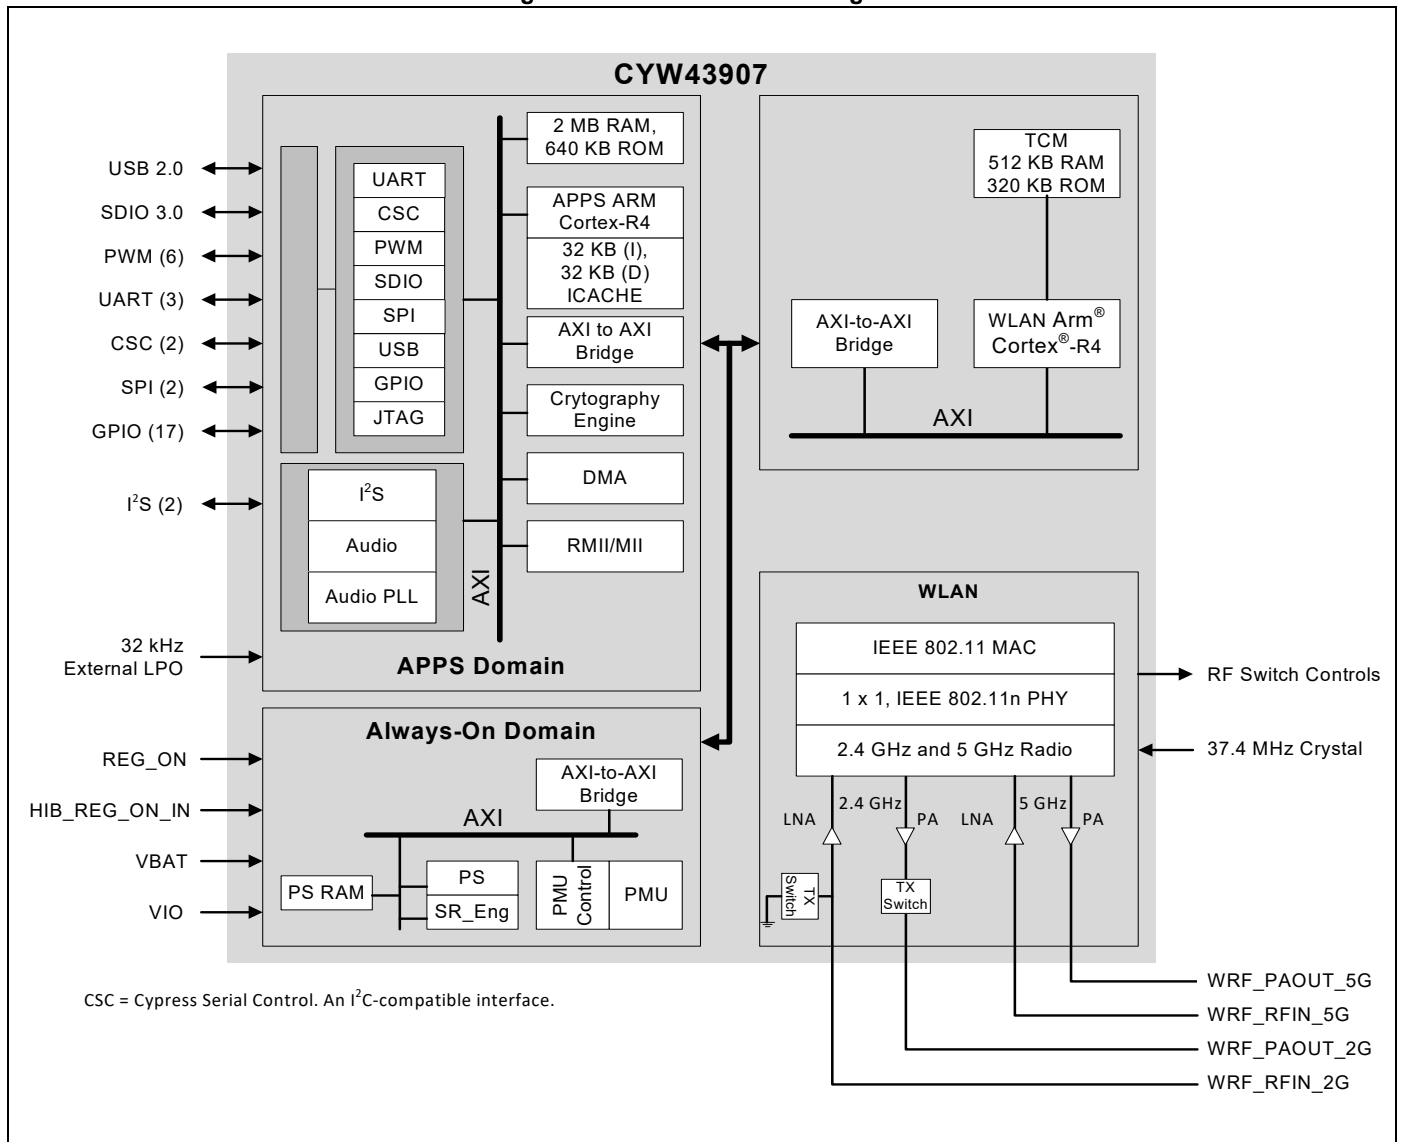 CYW43907
USB 2.0
SDIO 3.0
PWM (6)
UART (3)
CSC (2)
SPI (2)
GPIO (17)
I²S (2)
32 kHz
External LPO
UART
CSC
PWM
SDIO
SPI
USB
GPIO
JTAG
I²S
Audio
Audio PLL
AXI
2 MB RAM,
640 KB ROM
APPS ARM
Cortex-R4
32 KB (I),
32 KB (D)
ICACHE
AXI to AXI
Bridge
Crytography
Engine
DMA
RMII/MII
APPS Domain
TCM
512 KB RAM
320 KB ROM
AXI-to-AXI
Bridge
WLAN Arm®
Cortex®-R4
AXI
REG_ON
HIB_REG_ON_IN
VBAT
VIO
Always-On Domain
AXI-to-AXI
Bridge
AXI
PS RAM
PS
SR_Eng
PMU
Control
PMU
WLAN
IEEE 802.11 MAC
1 x 1, IEEE 802.11n PHY
2.4 GHz and 5 GHz Radio
RF Switch Controls
37.4 MHz Crystal
LNA
2.4 GHz
PA
LNA
5 GHz
PA
TX
Switch
TX
Switch
WRF_PAOUT_5G
WRF_RFIN_5G
WRF_PAOUT_2G
WRF_RFIN_2G
CSC = Cypress Serial Control. An I²C-compatible interface.